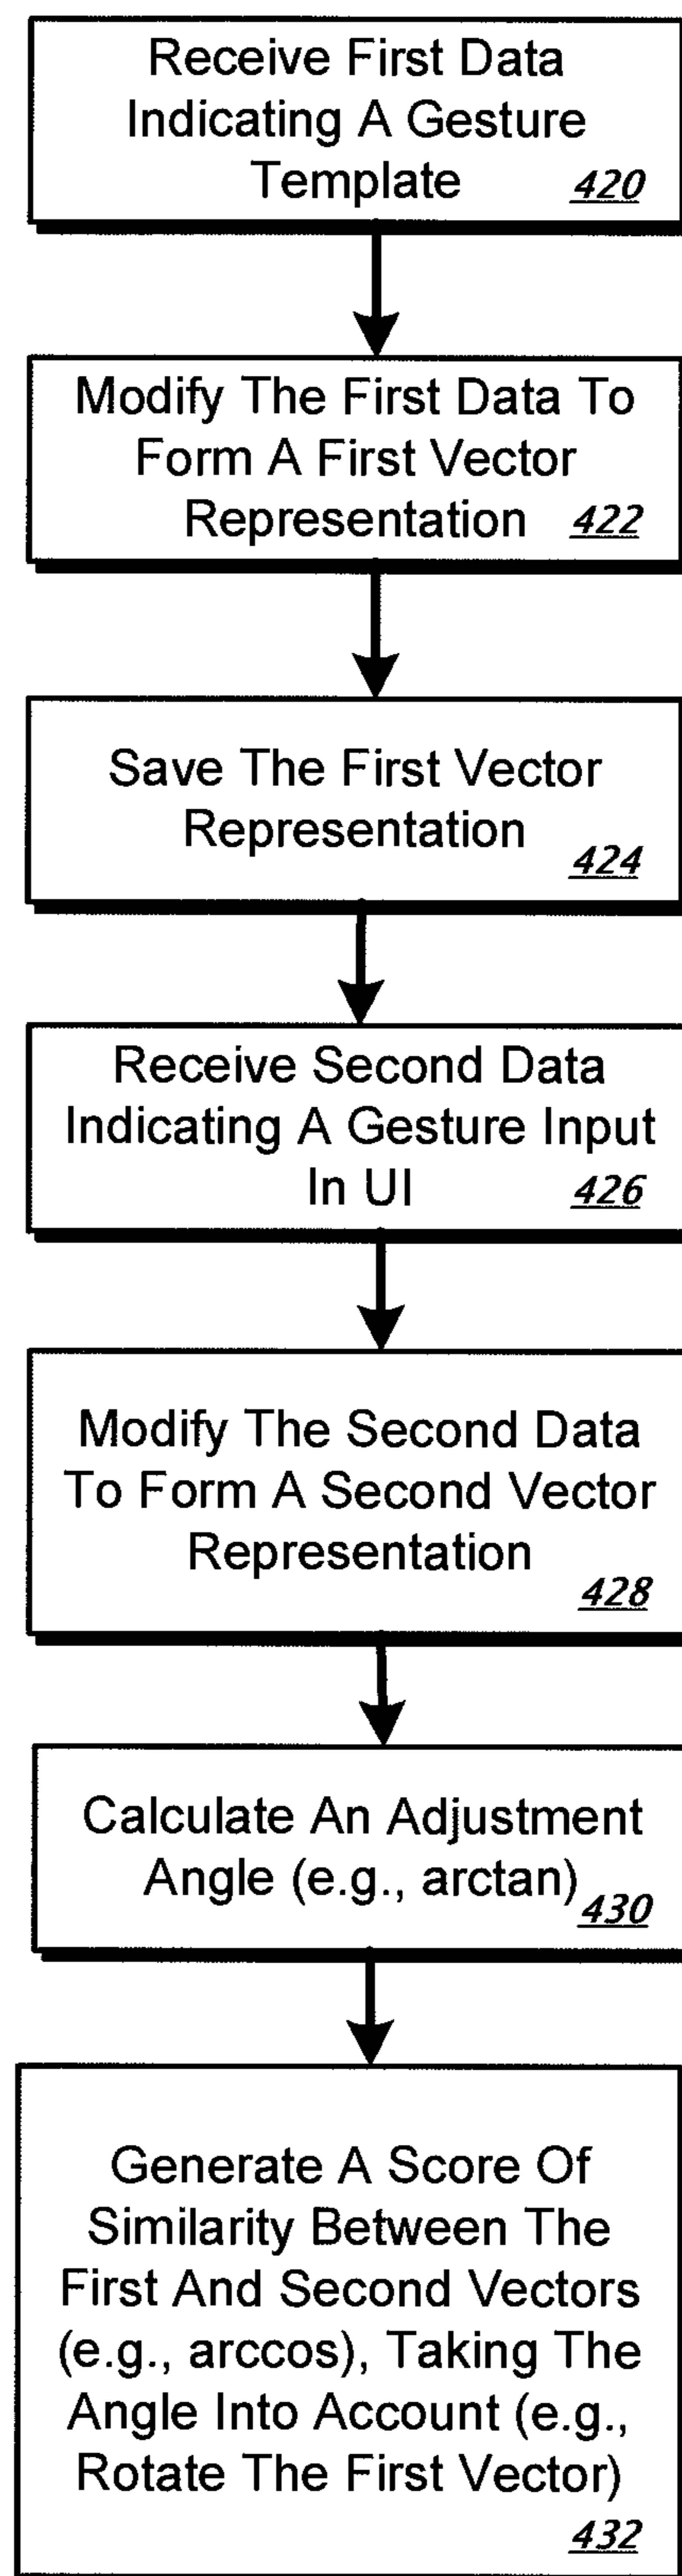 Receive First Data
Indicating A Gesture
Template 420
Modify The First Data To
Form A First Vector
Representation 422
Save The First Vector
Representation
424
Receive Second Data
Indicating A Gesture Input
In UI 426
Modify The Second Data
To Form A Second Vector
Representation
428
Calculate An Adjustment
Angle (e.g., arctan)
430
Generate A Score Of
Similarity Between The
First And Second Vectors
(e.g., arccos), Taking The
Angle Into Account (e.g.,
Rotate The First Vector)
432